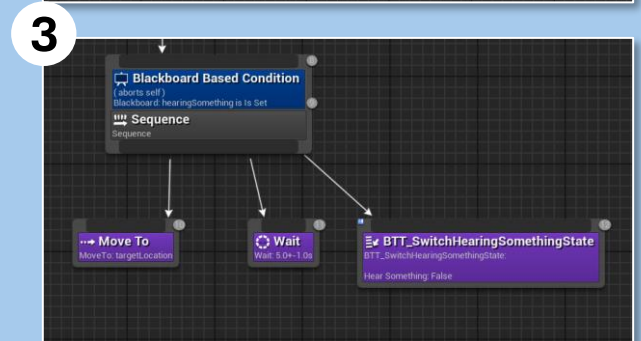 3
Blackboard Based Condition
( aborts self )
Blackboard: hearingSomething is Is Set
Sequence
Sequence
Move To
MoveTo: targetLocation
Wait
Wait: 5.0+-1.0s
BTT_SwitchHearingSomethingState
BTT_SwitchHearingSomethingState:
Hear Something: False